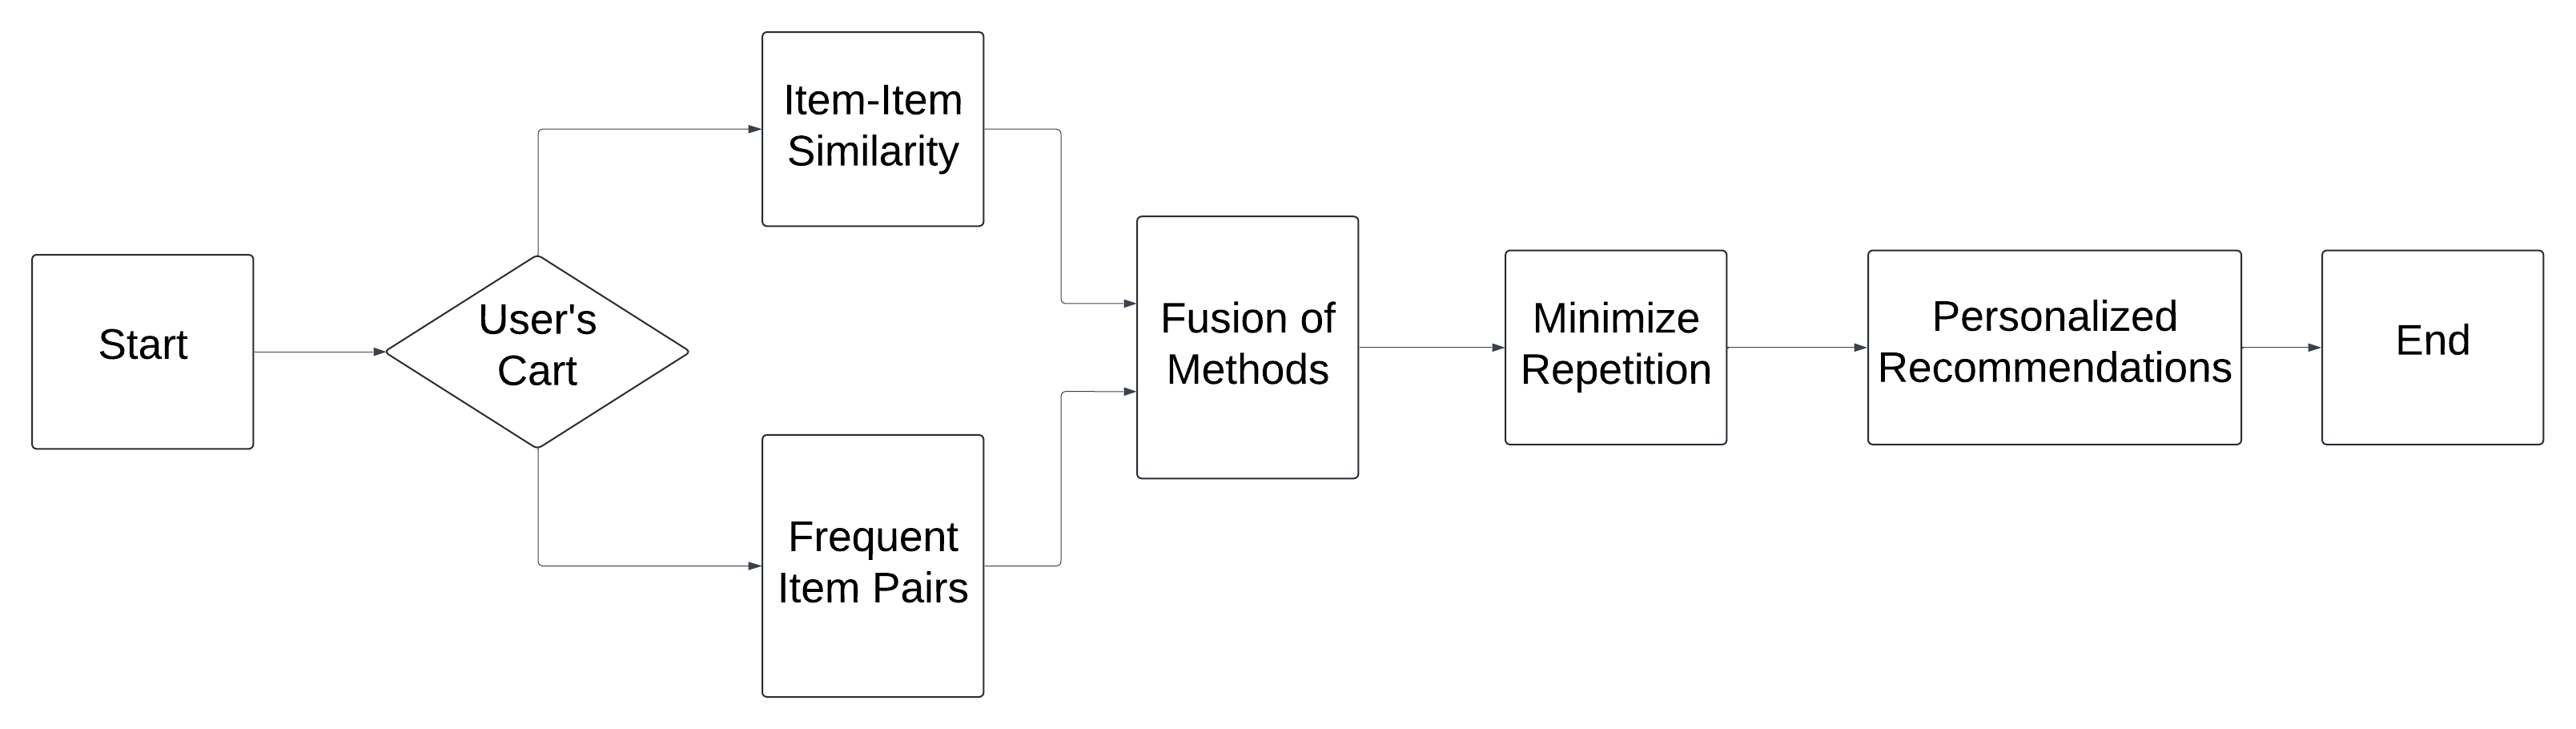 Start
User's
Cart
Item-Item
Similarity
Frequent
Item Pairs
Fusion of
Methods
Minimize
Repetition
Personalized
Recommendations
End